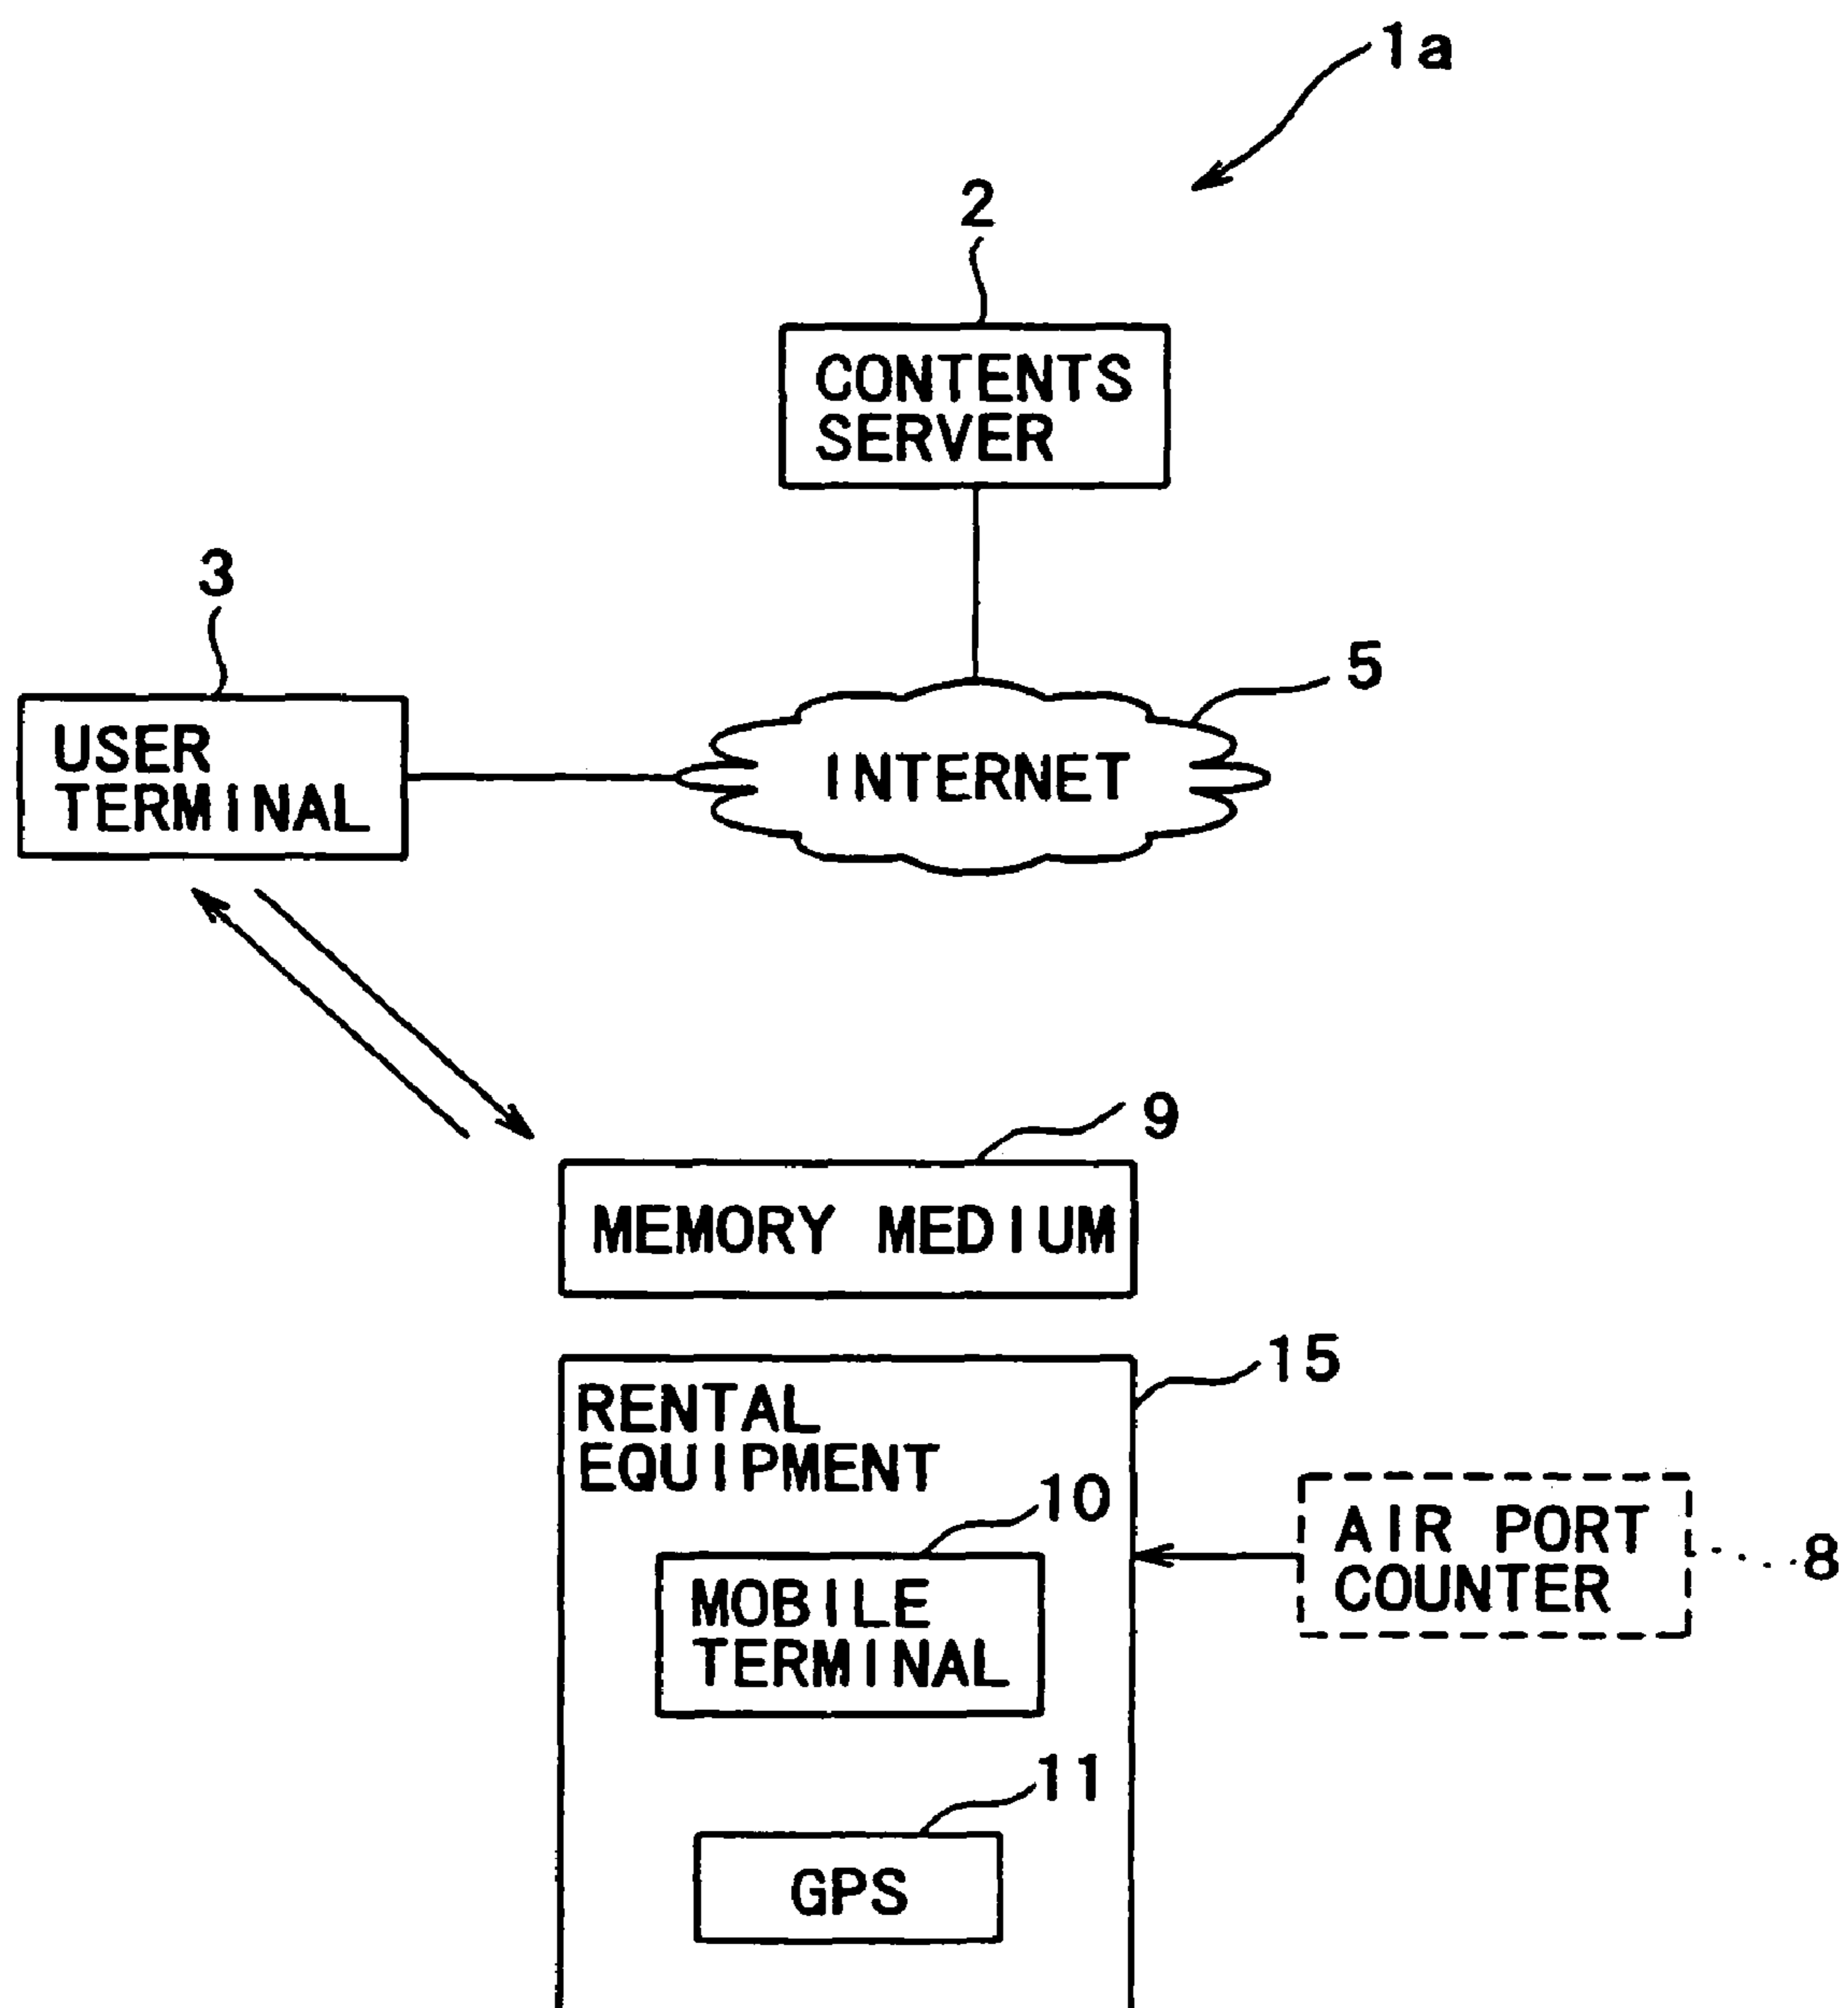 1a
2
CONTENTS
SERVER
3
5
USER
TERMINAL
INTERNET
9
MEMORY MEDIUM
15
RENTAL
EQUIPMENT
10
AIR PORT
COUNTER
8
MOBILE
TERMINAL
11
GPS